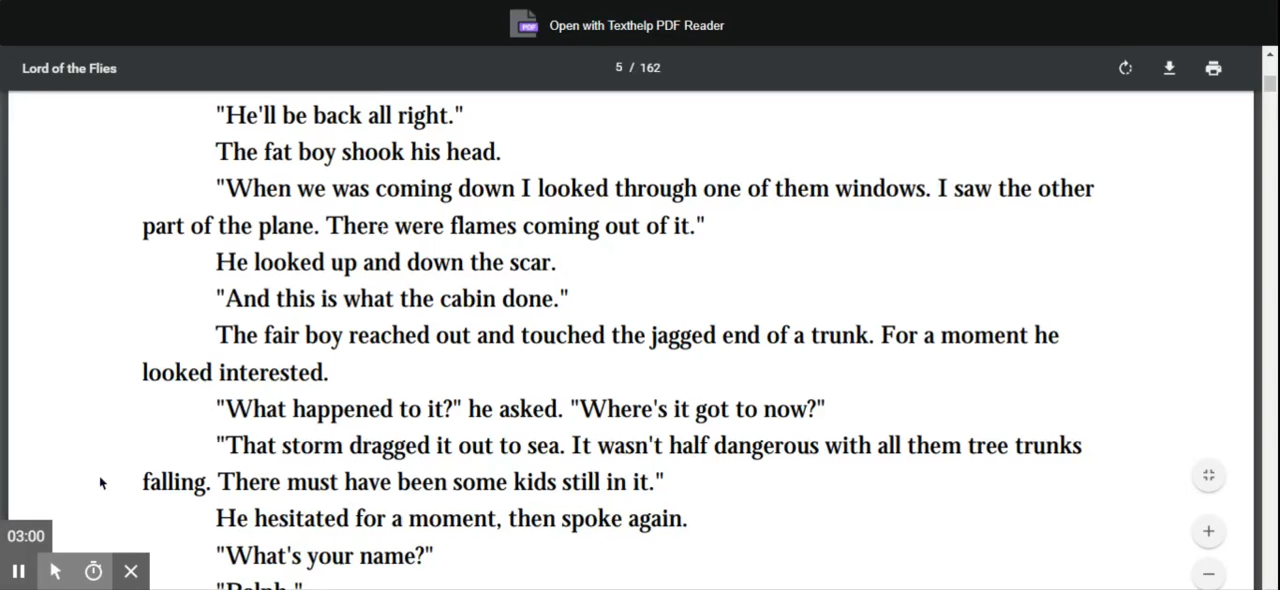 PDF
Open with Texthelp PDF Reader
Lord of the Flies
5 / 162
"He'll be back all right."
The fat boy shook his head.
"When we was coming down I looked through one of them windows. I saw the other
part of the plane. There were flames coming out of it."
He looked up and down the scar.
"And this is what the cabin done."
The fair boy reached out and touched the jagged end of a trunk. For a moment he
looked interested.
"What happened to it?" he asked. "Where's it got to now?"
"That storm dragged it out to sea. It wasn't half dangerous with all them tree trunks
falling. There must have been some kids still in it."
He hesitated for a moment, then spoke again.
"What's your name?"
"Ralph."
03:00